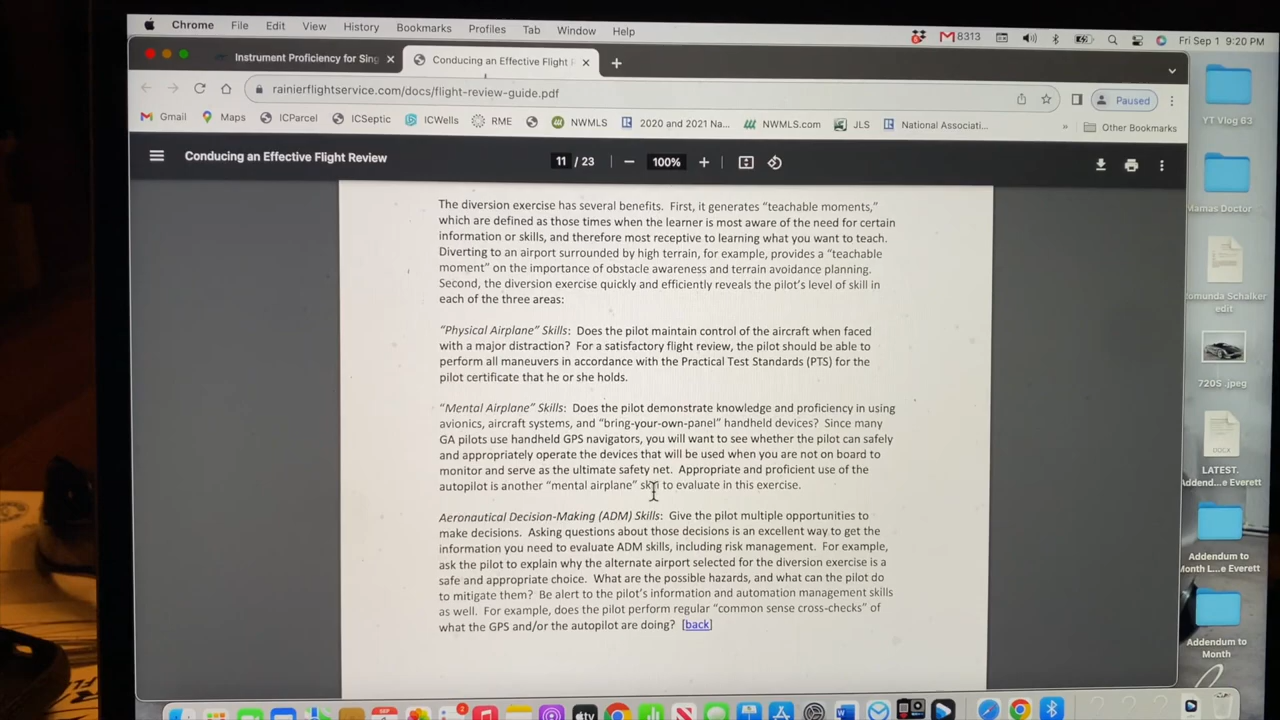 Chrome File Edit View History Bookmarks Profiles Tab Window Help 8313 Fri Sep 1 9:20 PM
Instrument Proficiency for Sing Conducing an Effective Flight
rainierflightservice.com/docs/flight-review-guide.pdf Paused
Gmail Maps ICParcel ICSeptic ICWells RME NWMLS 2020 and 2021 Na... NWMLS.com JLS National Associati... » Other Bookmarks
Conducing an Effective Flight Review 11 / 23 100%
The diversion exercise has several benefits. First, it generates “teachable moments,”
which are defined as those times when the learner is most aware of the need for certain
information or skills, and therefore most receptive to learning what you want to teach.
Diverting to an airport surrounded by high terrain, for example, provides a “teachable
moment” on the importance of obstacle awareness and terrain avoidance planning.
Second, the diversion exercise quickly and efficiently reveals the pilot’s level of skill in
each of the three areas:
“Physical Airplane” Skills: Does the pilot maintain control of the aircraft when faced
with a major distraction? For a satisfactory flight review, the pilot should be able to
perform all maneuvers in accordance with the Practical Test Standards (PTS) for the
pilot certificate that he or she holds.
“Mental Airplane” Skills: Does the pilot demonstrate knowledge and proficiency in using
avionics, aircraft systems, and “bring-your-own-panel” handheld devices? Since many
GA pilots use handheld GPS navigators, you will want to see whether the pilot can safely
and appropriately operate the devices that will be used when you are not on board to
monitor and serve as the ultimate safety net. Appropriate and proficient use of the
autopilot is another “mental airplane” skill to evaluate in this exercise.
Aeronautical Decision-Making (ADM) Skills: Give the pilot multiple opportunities to
make decisions. Asking questions about those decisions is an excellent way to get the
information you need to evaluate ADM skills, including risk management. For example,
ask the pilot to explain why the alternate airport selected for the diversion exercise is a
safe and appropriate choice. What are the possible hazards, and what can the pilot do
to mitigate them? Be alert to the pilot’s information and automation management skills
as well. For example, does the pilot perform regular “common sense cross-checks” of
what the GPS and/or the autopilot are doing? [back]
YT Vlog 63
Mamas Doctor
Schalker
edit
720S .jpeg
DOCX
LATEST.
Addend...e Everett
Addendum to
Month L...e Everett
Addendum to
Month